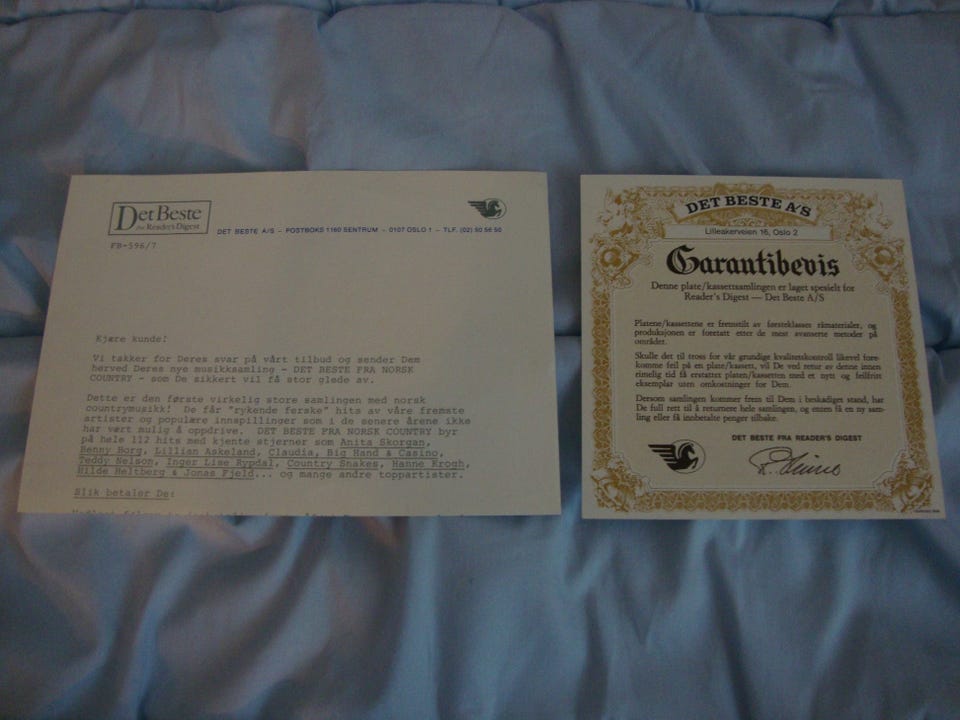 Det Beste
fra Reader's Digest
DET BESTE A/S - POSTBOKS 1160 SENTRUM - 0107 OSLO 1 - TLF. (02) 50 56 50
FB-596/7
Kjære kunde!
Vi takker for Deres svar på vårt tilbud og sender Dem
herved Deres nye musikksamling - DET BESTE FRA NORSK
COUNTRY - som De sikkert vil få stor glede av.
Dette er den første virkelig store samlingen med norsk
countrymusikk! De får "rykende ferske" hits av våre fremste
artister og populære innspillinger som i de senere årene ikke
har vært mulig å oppdrive. DET BESTE FRA NORSK COUNTRY byr
på hele 112 hits med kjente stjerner som Anita Skorgan,
Benny Borg, Lillian Askeland, Claudia, Big Hand & Casino,
Teddy Nelson, Inger Lise Rypdal, Country Snakes, Hanne Krogh,
Hilde Heltberg & Jonas Fjeld... og mange andre toppartister.
Slik betaler De:
DET BESTE A/S
Lilleakerveien 16, Oslo 2
Garantibevis
Denne plate/kassettsamlingen er laget spesielt for
Reader's Digest — Det Beste A/S
Platene/kassettene er fremstilt av førsteklasses råmaterialer, og
produksjonen er foretatt etter de mest avanserte metoder på
området.
Skulle det til tross for vår grundige kvalitetskontroll likevel fore-
komme feil på en plate/kassett, vil De ved retur av denne innen
rimelig tid få erstattet platen/kassetten med et nytt og feilfritt
eksemplar uten omkostninger for Dem.
Dersom samlingen kommer frem til Dem i beskadiget stand, har
De full rett til å returnere hele samlingen, og enten få en ny sam-
ling eller få innbetalte penger tilbake.
DET BESTE FRA READER'S DIGEST